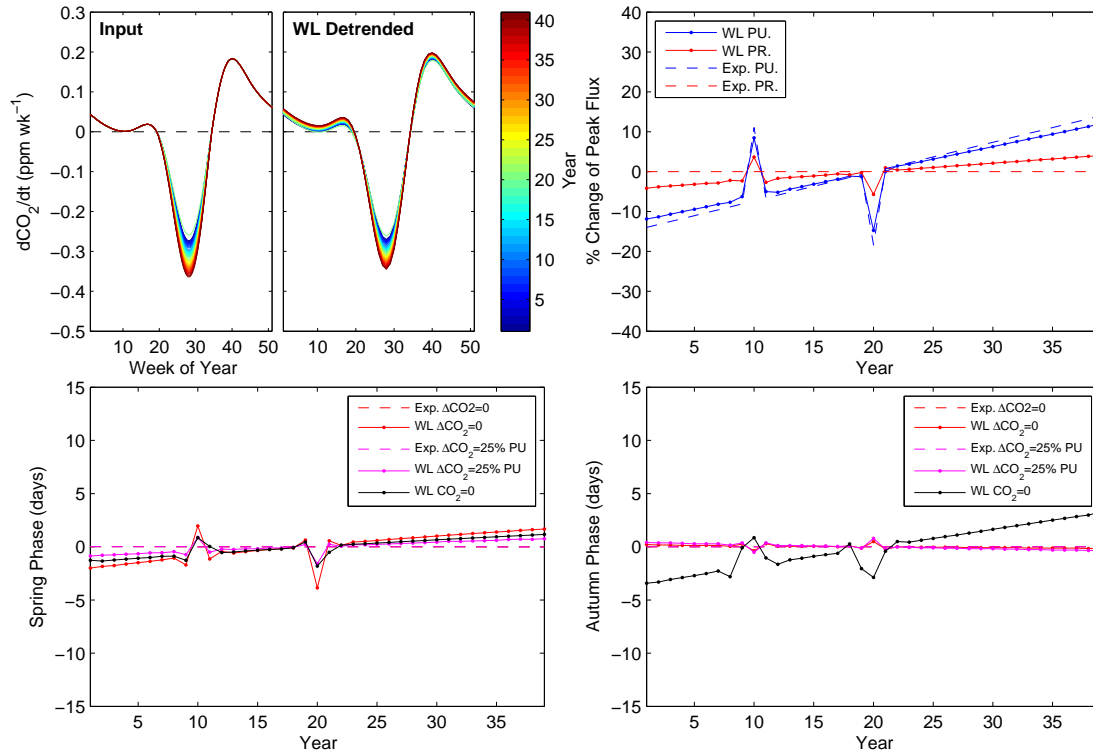 Input
WL Detrended
0.3
0.2
0.1
0
−0.1
−0.2
−0.3
−0.4
−0.5
dCO2/dt (ppm wk−1)
10 20 30 40 50
10 20 30 40 50
Week of Year
40
35
30
25
20
15
10
5
Year
40
30
20
10
0
−10
−20
−30
−40
% Change of Peak Flux
WL PU.
WL PR.
Exp. PU.
Exp. PR.
5 10 15 20 25 30 35
Year
15
10
5
0
−5
−10
−15
Spring Phase (days)
Exp. ΔCO2=0
WL ΔCO2=0
Exp. ΔCO2=25% PU
WL ΔCO2=25% PU
WL CO2=0
5 10 15 20 25 30 35
Year
15
10
5
0
−5
−10
−15
Autumn Phase (days)
Exp. ΔCO2=0
WL ΔCO2=0
Exp. ΔCO2=25% PU
WL ΔCO2=25% PU
WL CO2=0
5 10 15 20 25 30 35
Year